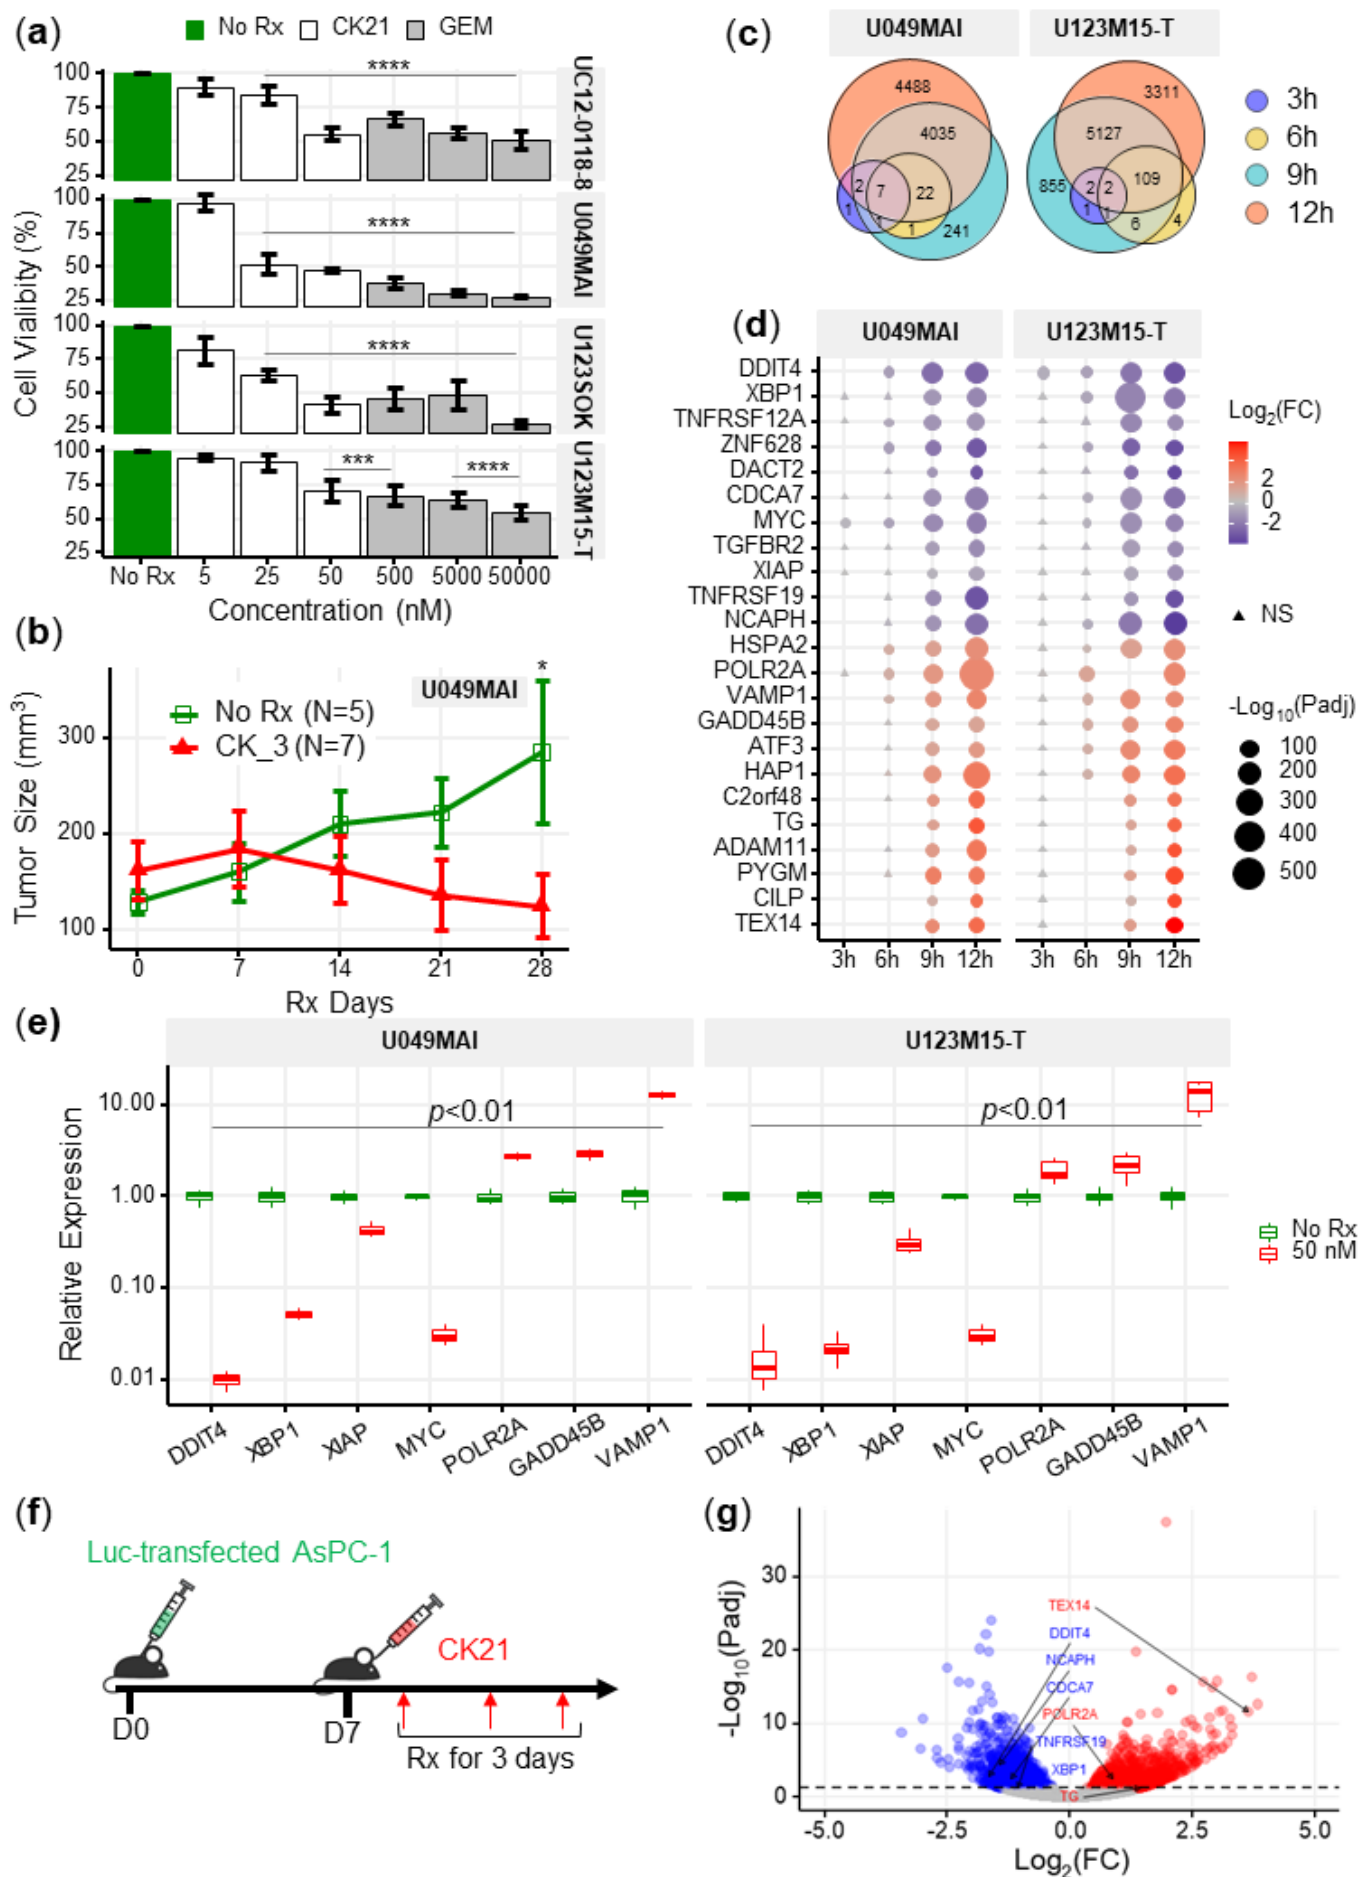 (a)
No Rx CK21 GEM
Cell Vialibity (%)
100
75
50
25
****
UC12-0118-8
100
75
50
25
****
U049MAI
100
75
50
25
****
U123SOK
100
75
50
25
*** ****
U123M15-T
No Rx 5 25 50 500 5000 50000
Concentration (nM)
(b)
U049MAI
*
No Rx (N=5)
CK_3 (N=7)
Tumor Size (mm3)
300
200
100
0 7 14 21 28
Rx Days
(c)
U049MAI U123M15-T
4488
4035
2 7 22
1 1 1 241
3311
5127
855 2 2 109
1 1 6 4
3h
6h
9h
12h
(d)
U049MAI U123M15-T
DDIT4
XBP1
TNFRSF12A
ZNF628
DACT2
CDCA7
MYC
TGFBR2
XIAP
TNFRSF19
NCAPH
HSPA2
POLR2A
VAMP1
GADD45B
ATF3
HAP1
C2orf48
TG
ADAM11
PYGM
CILP
TEX14
3h 6h 9h 12h 3h 6h 9h 12h
Log2(FC)
2
0
-2
NS
-Log10(Padj)
100
200
300
400
500
(e)
U049MAI U123M15-T
Relative Expression
10.00
1.00
0.10
0.01
p<0.01 p<0.01
DDIT4 XBP1 XIAP MYC POLR2A GADD45B VAMP1
DDIT4 XBP1 XIAP MYC POLR2A GADD45B VAMP1
No Rx
50 nM
(f)
Luc-transfected AsPC-1
CK21
D0 D7
Rx for 3 days
(g)
-Log10(Padj)
30
20
10
0
TEX14
DDIT4
NCAPH
CDCA7
POLR2A
TNFRSF19
XBP1
TG
-5.0 -2.5 0.0 2.5 5.0
Log2(FC)